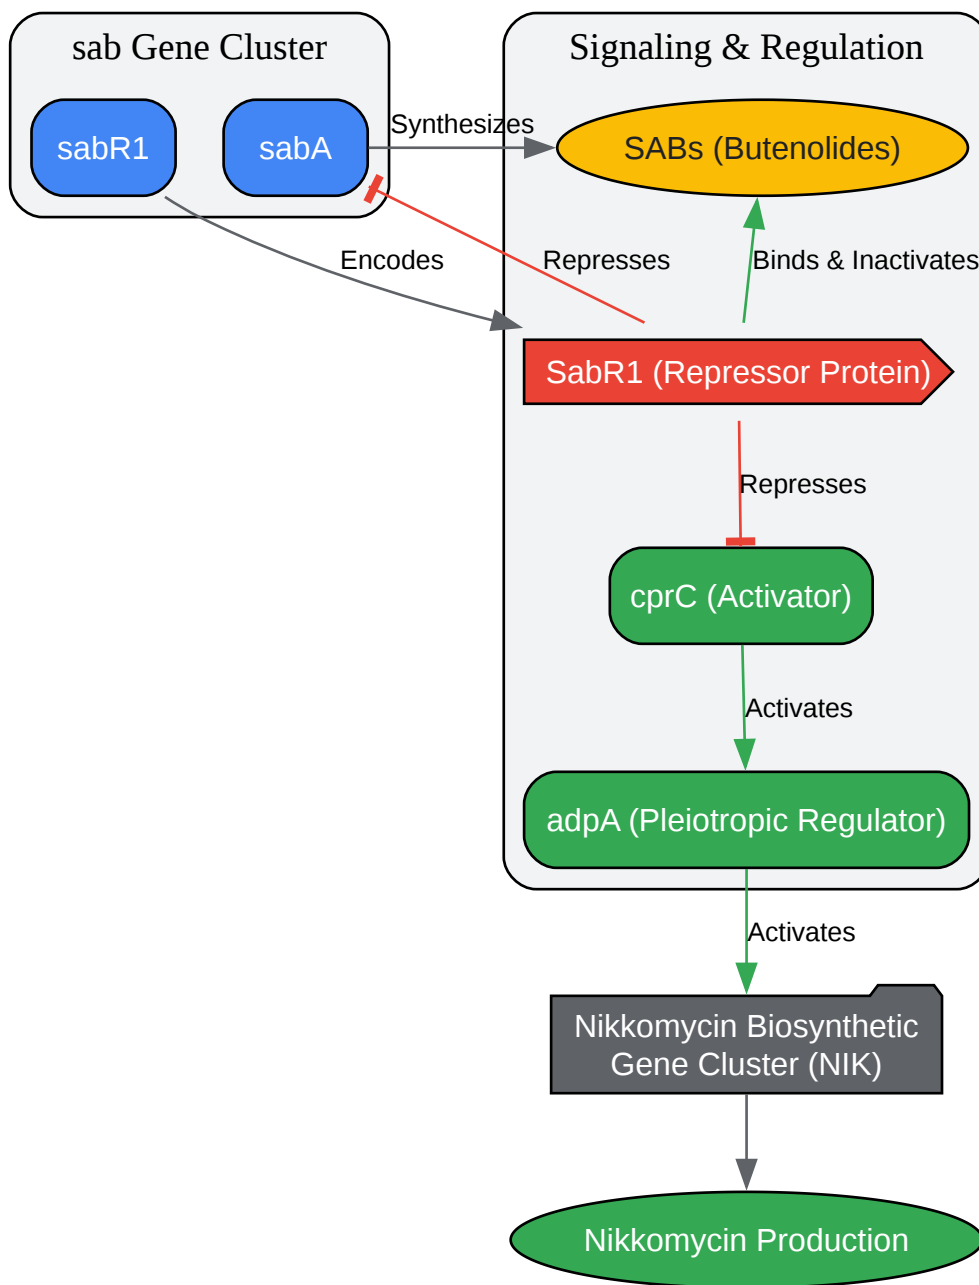 sab Gene Cluster
Signaling & Regulation
sabR1
sabA
Synthesizes
SABs (Butenolides)
Encodes
Represses
Binds & Inactivates
SabR1 (Repressor Protein)
Represses
cprC (Activator)
Activates
adpA (Pleiotropic Regulator)
Activates
Nikkomycin Biosynthetic
Gene Cluster (NIK)
Nikkomycin Production